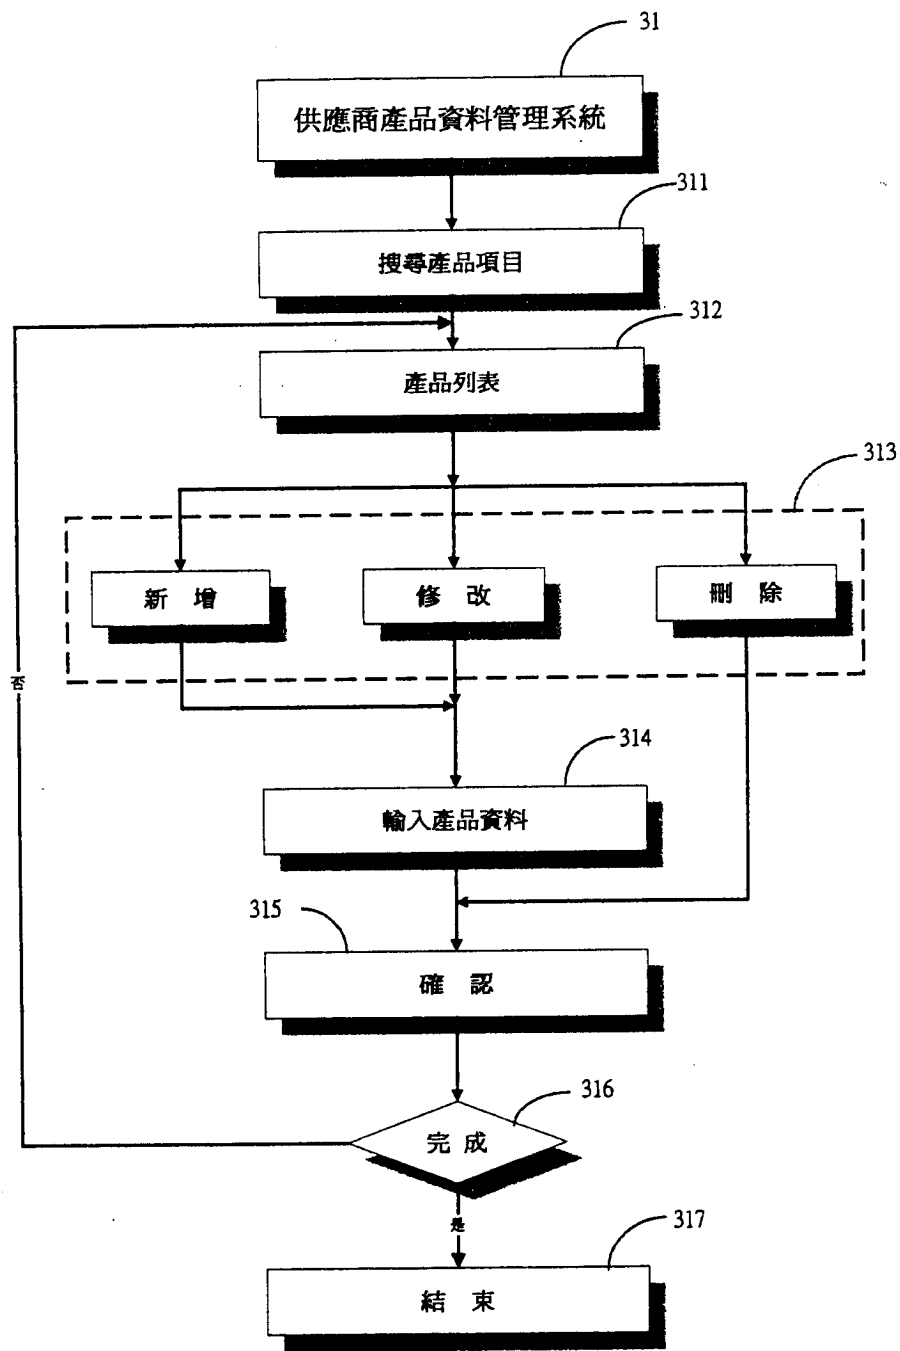 31
供應商產品資料管理系統
311
搜尋產品項目
312
產品列表
313
新 增
修 改
刪 除
否
314
輸入產品資料
315
確 認
316
完 成
是
317
結 束